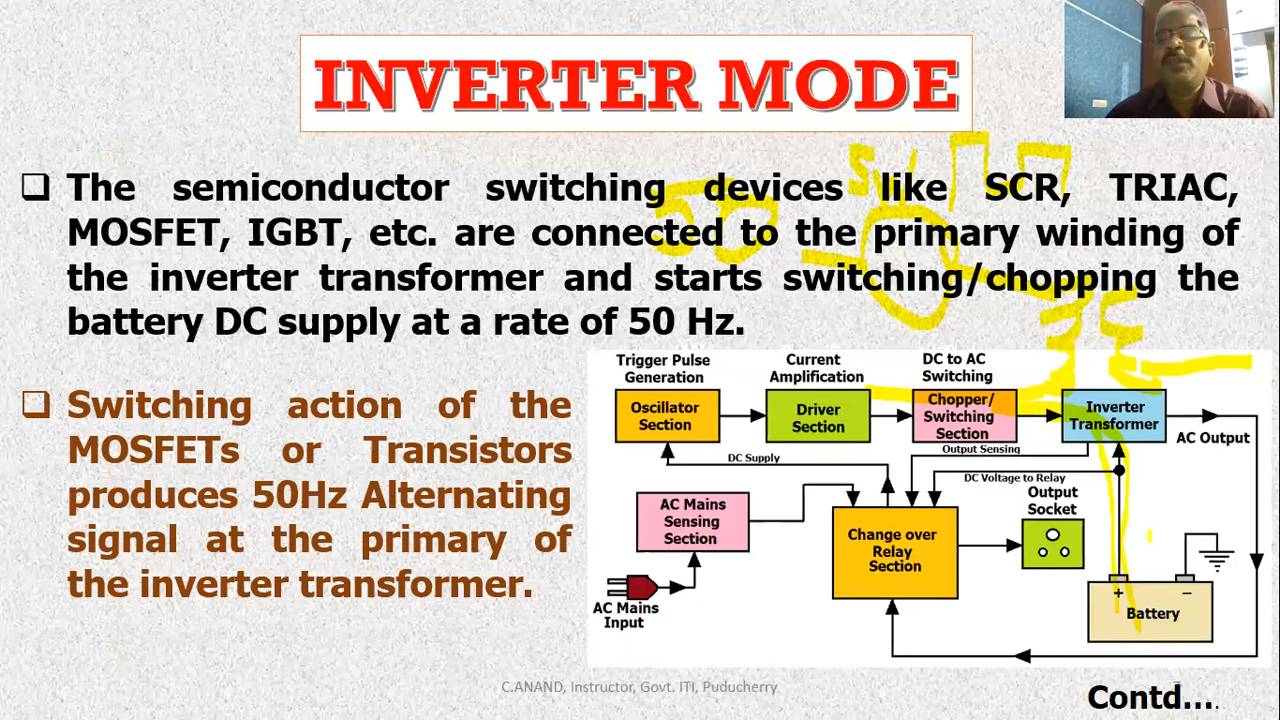 INVERTER MODE
The semiconductor switching devices like SCR, TRIAC,
MOSFET, IGBT, etc. are connected to the primary winding of
the inverter transformer and starts switching/chopping the
battery DC supply at a rate of 50 Hz.
Switching action of the
MOSFETs or Transistors
produces 50Hz Alternating
signal at the primary of
the inverter transformer.
Trigger Pulse
Generation
Current
Amplification
DC to AC
Switching
Oscillator
Section
Driver
Section
Chopper/
Switching
Section
Inverter
Transformer
AC Output
Output Sensing
DC Supply
DC Voltage to Relay
AC Mains
Sensing
Section
Change over
Relay
Section
Output
Socket
AC Mains
Input
+
−
Battery
C.ANAND, Instructor, Govt. ITI, Puducherry
Contd....